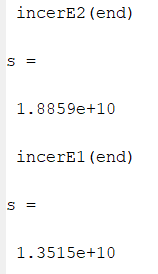 incerE2(end)
s =
1.8859e+10
incerE1(end)
s =
1.3515e+10